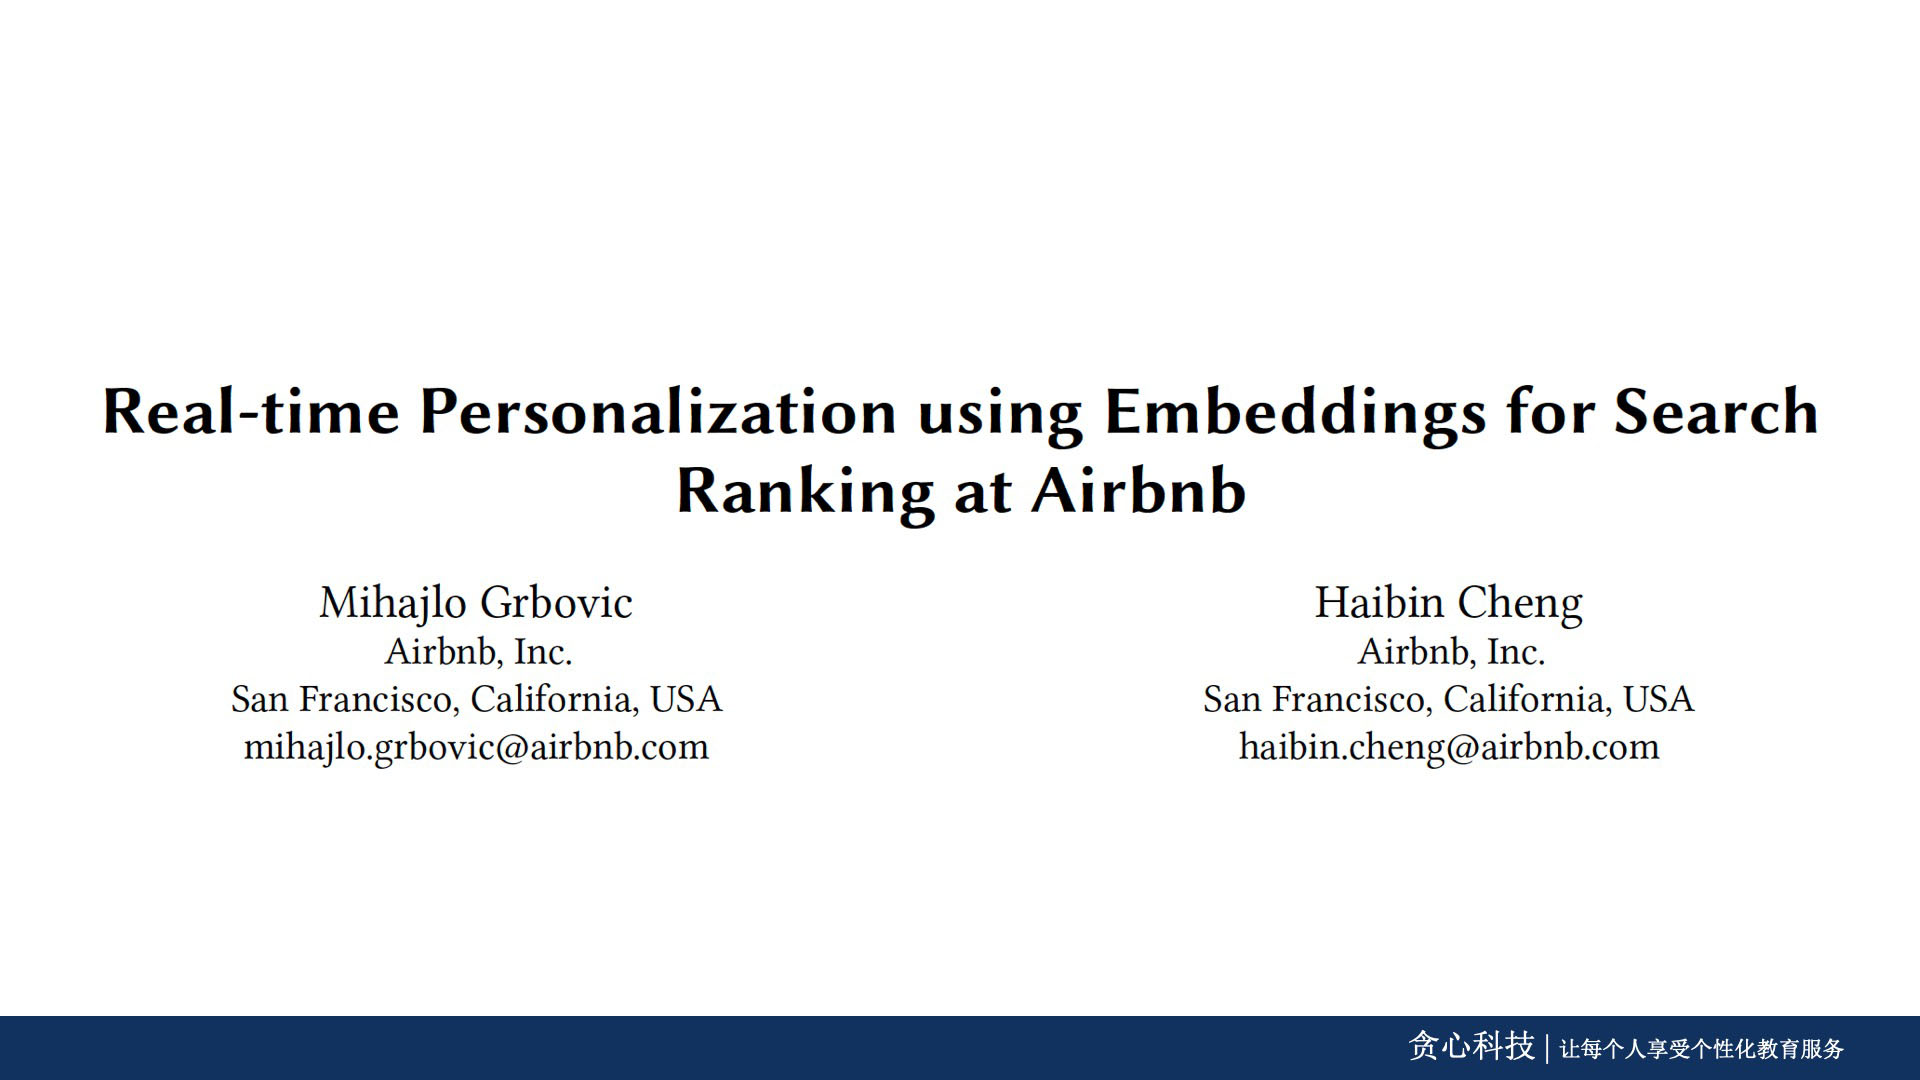 Real-time Personalization using Embeddings for Search
Ranking at Airbnb
Mihajlo Grbovic
Airbnb, Inc.
San Francisco, California, USA
mihajlo.grbovic@airbnb.com
Haibin Cheng
Airbnb, Inc.
San Francisco, California, USA
haibin.cheng@airbnb.com
贪心科技 | 让每个人享受个性化教育服务